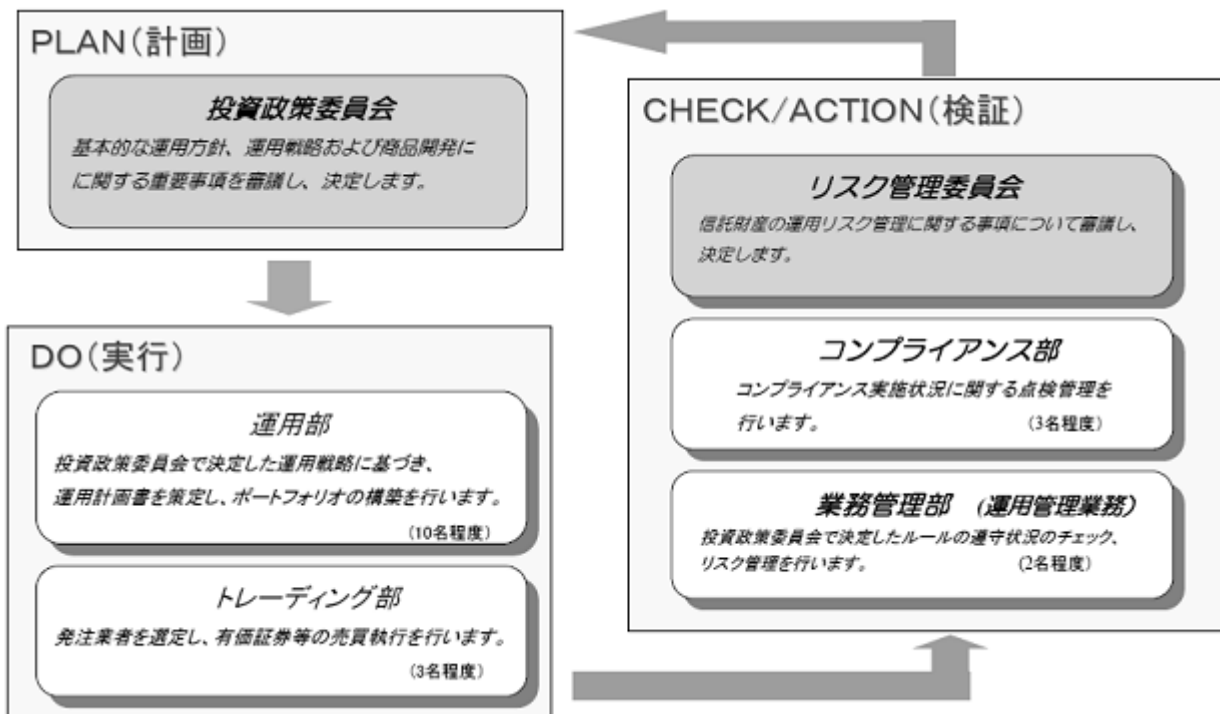 PLAN(計画)
投資政策委員会
基本的な運用方針、運用戦略および商品開発に
に関する重要事項を審議し、決定します。
DO(実行)
運用部
投資政策委員会で決定した運用戦略に基づき、
運用計画書を策定し、ポートフォリオの構築を行います。
(10名程度)
トレーディング部
発注業者を選定し、有価証券等の売買執行を行います。
(3名程度)
CHECK/ACTION(検証)
リスク管理委員会
信託財産の運用リスク管理に関する事項について審議し、
決定します。
コンプライアンス部
コンプライアンス実施状況に関する点検管理を
行います。 (3名程度)
業務管理部 (運用管理業務)
投資政策委員会で決定したルールの遵守状況のチェック、
リスク管理を行います。 (2名程度)